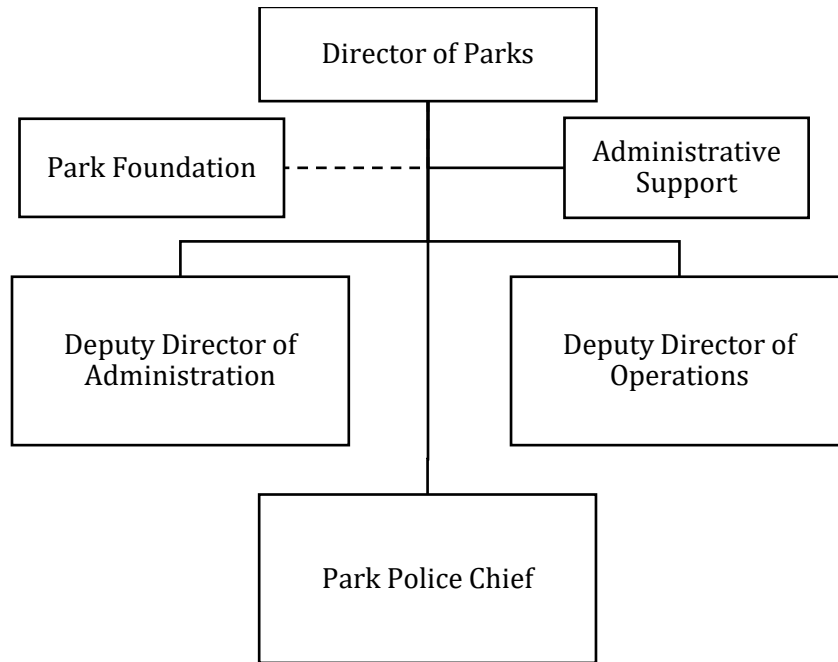 Director of Parks
Park Foundation
Administrative
Support
Deputy Director of
Administration
Deputy Director of
Operations
Park Police Chief